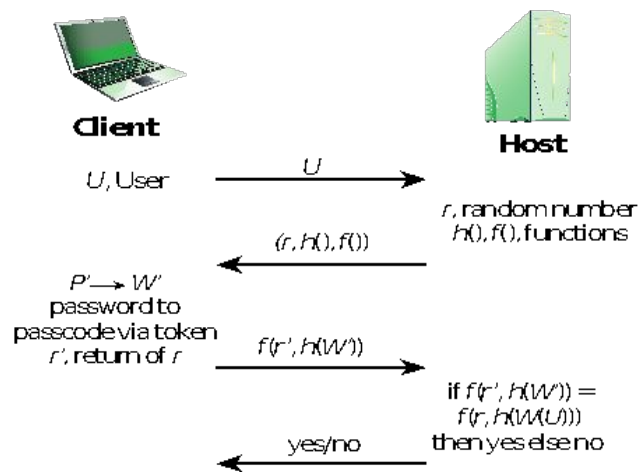 Client
Host
U, User
U
r, random number
h(), f(), functions
(r, h(), f())
P' → W'
password to
passcode via token
r', return of r
f(r', h(W'))
if f(r', h(W')) =
f(r, h(W(U)))
then yes else no
yes/no